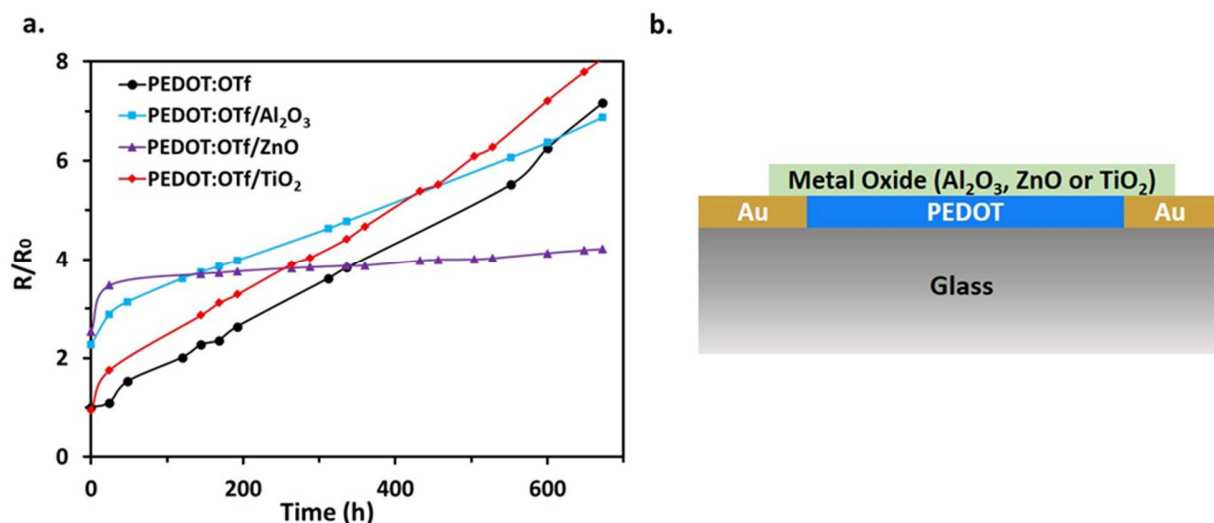 a.
8
6
4
2
0
R/R₀
PEDOT:OTf
PEDOT:OTf/Al₂O₃
PEDOT:OTf/ZnO
PEDOT:OTf/TiO₂
0 200 400 600
Time (h)
b.
Metal Oxide (Al₂O₃, ZnO or TiO₂)
Au PEDOT Au
Glass